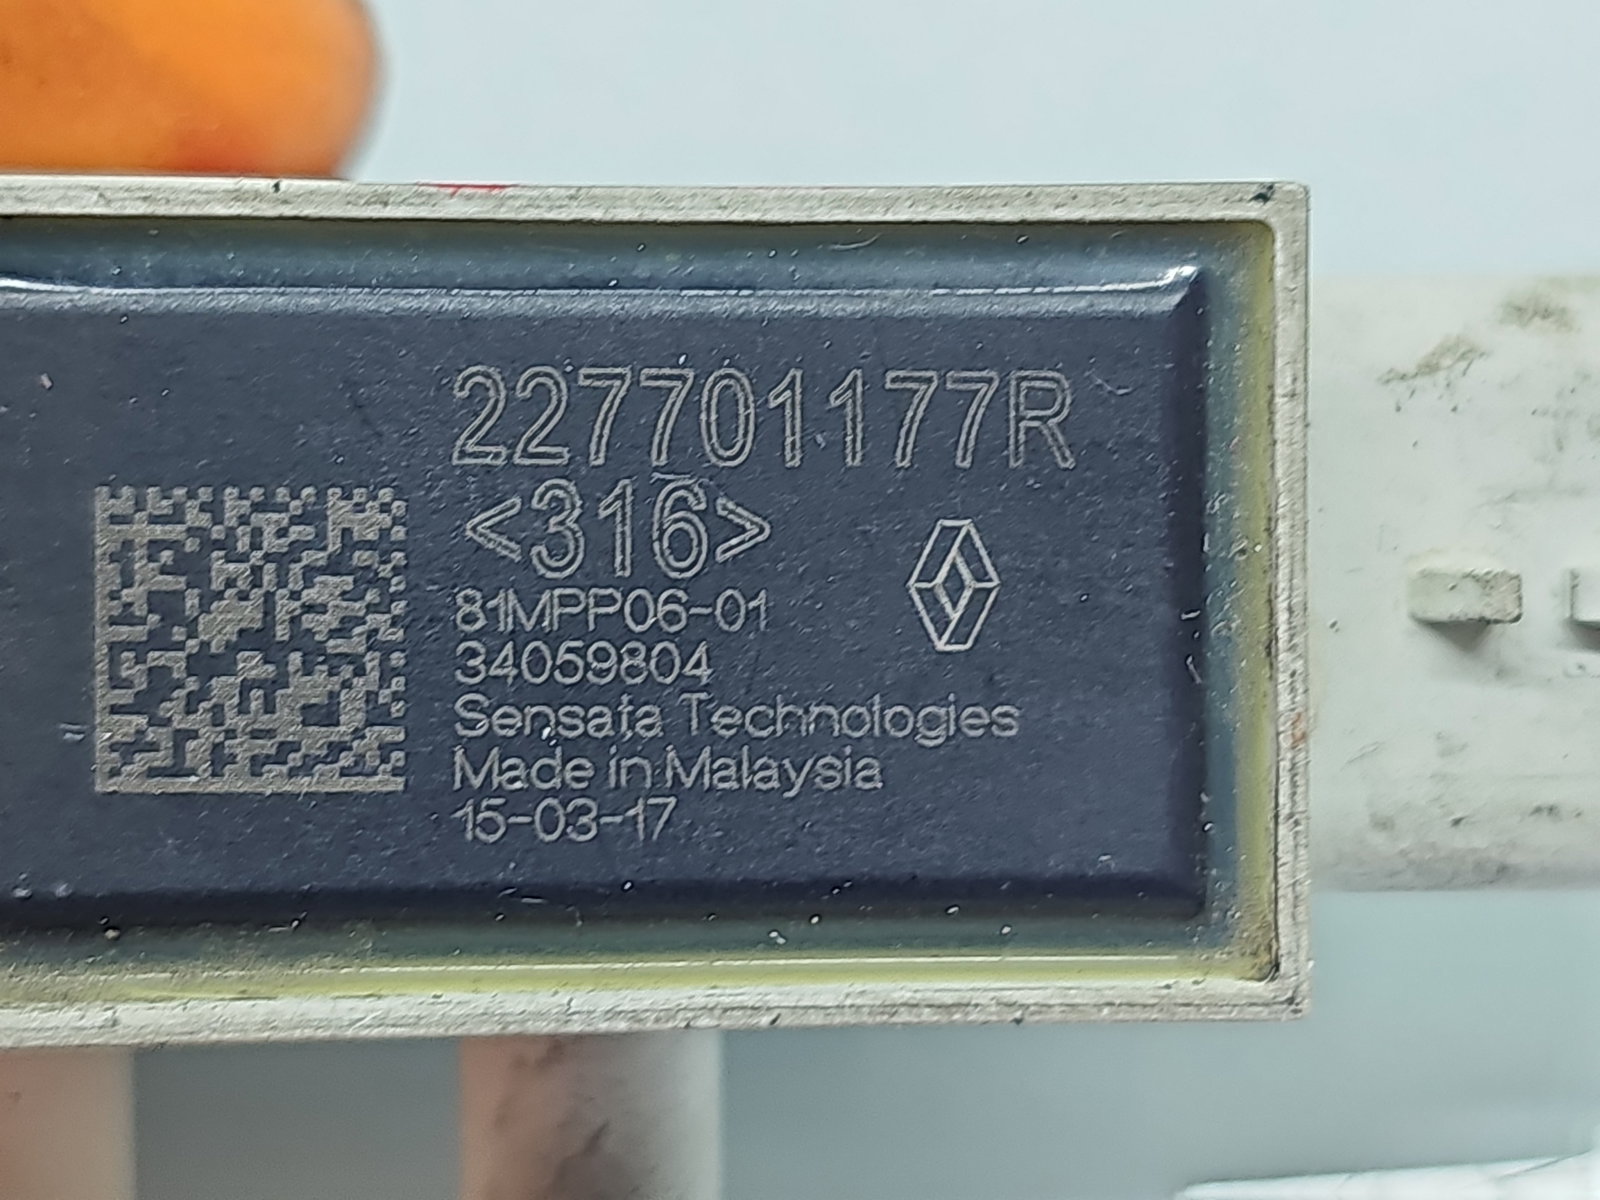 227701177R
<316>
81MPP06-01
34059804
Sensata Technologies
Made in Malaysia
15-03-17